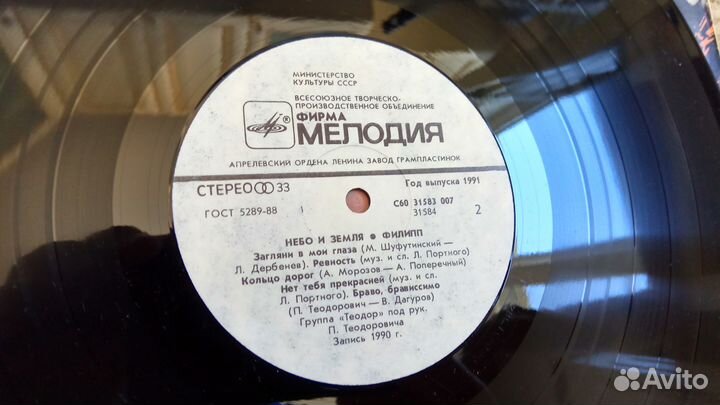 МИНИСТЕРСТВО
КУЛЬТУРЫ СССР
ВСЕСОЮЗНОЕ ТВОРЧЕСКО-
ПРОИЗВОДСТВЕННОЕ ОБЪЕДИНЕНИЕ
®
ФИРМА
МЕЛОДИЯ
АПРЕЛЕВСКИЙ ОРДЕНА ЛЕНИНА ЗАВОД ГРАМПЛАСТИНОК
СТЕРЕО 33
Год выпуска 1991
ГОСТ 5289-88
С60 31583 007
31584
2
НЕБО И ЗЕМЛЯ • ФИЛИПП
Загляни в мои глаза (М. Шуфутинский —
Л. Дербенев). Ревность (муз. и сл. Л. Портного)
Кольцо дорог (А. Морозов — А. Поперечный)
Нет тебя прекрасней (муз. и сл.
Л. Портного). Браво, брависсимо
(П. Теодорович — В. Дагуров)
Группа "Теодор" под рук.
П. Теодоровича
Запись 1990 г.
Avito